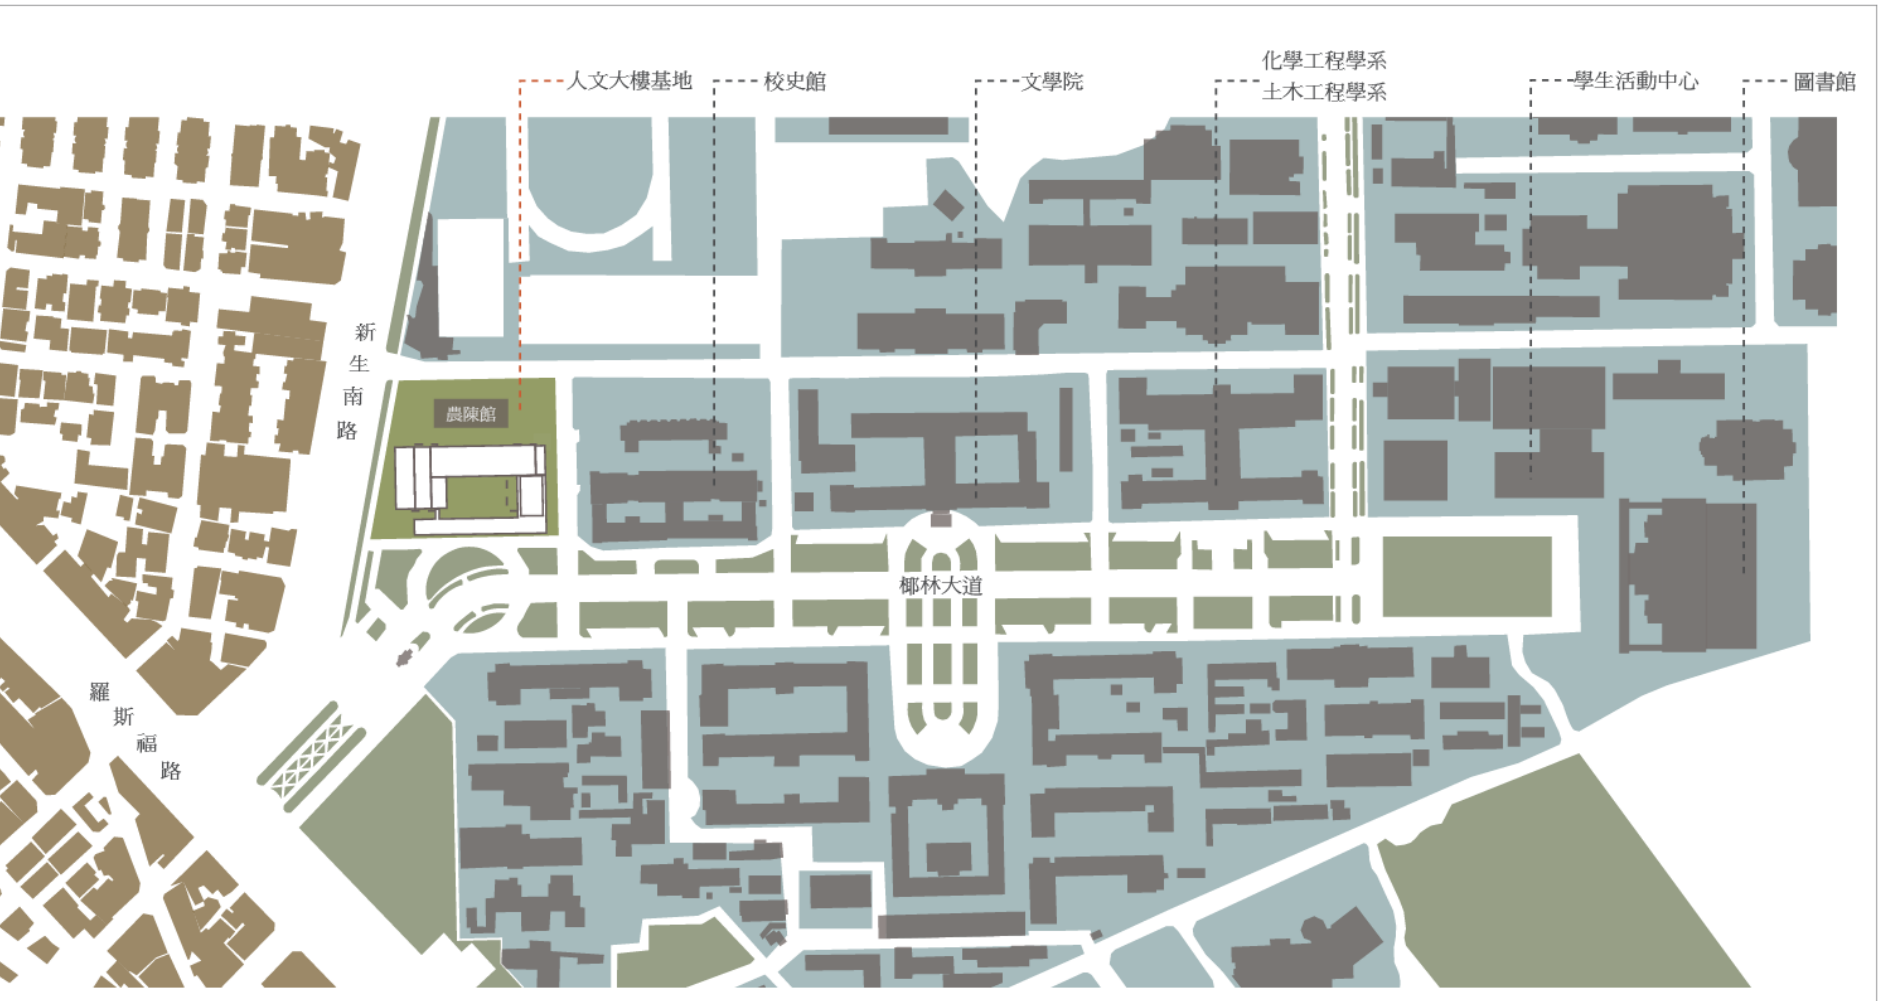 人文大樓基地
校史館
文學院
化學工程學系
土木工程學系
學生活動中心
圖書館
新生南路
農陳館
椰林大道
羅斯福路